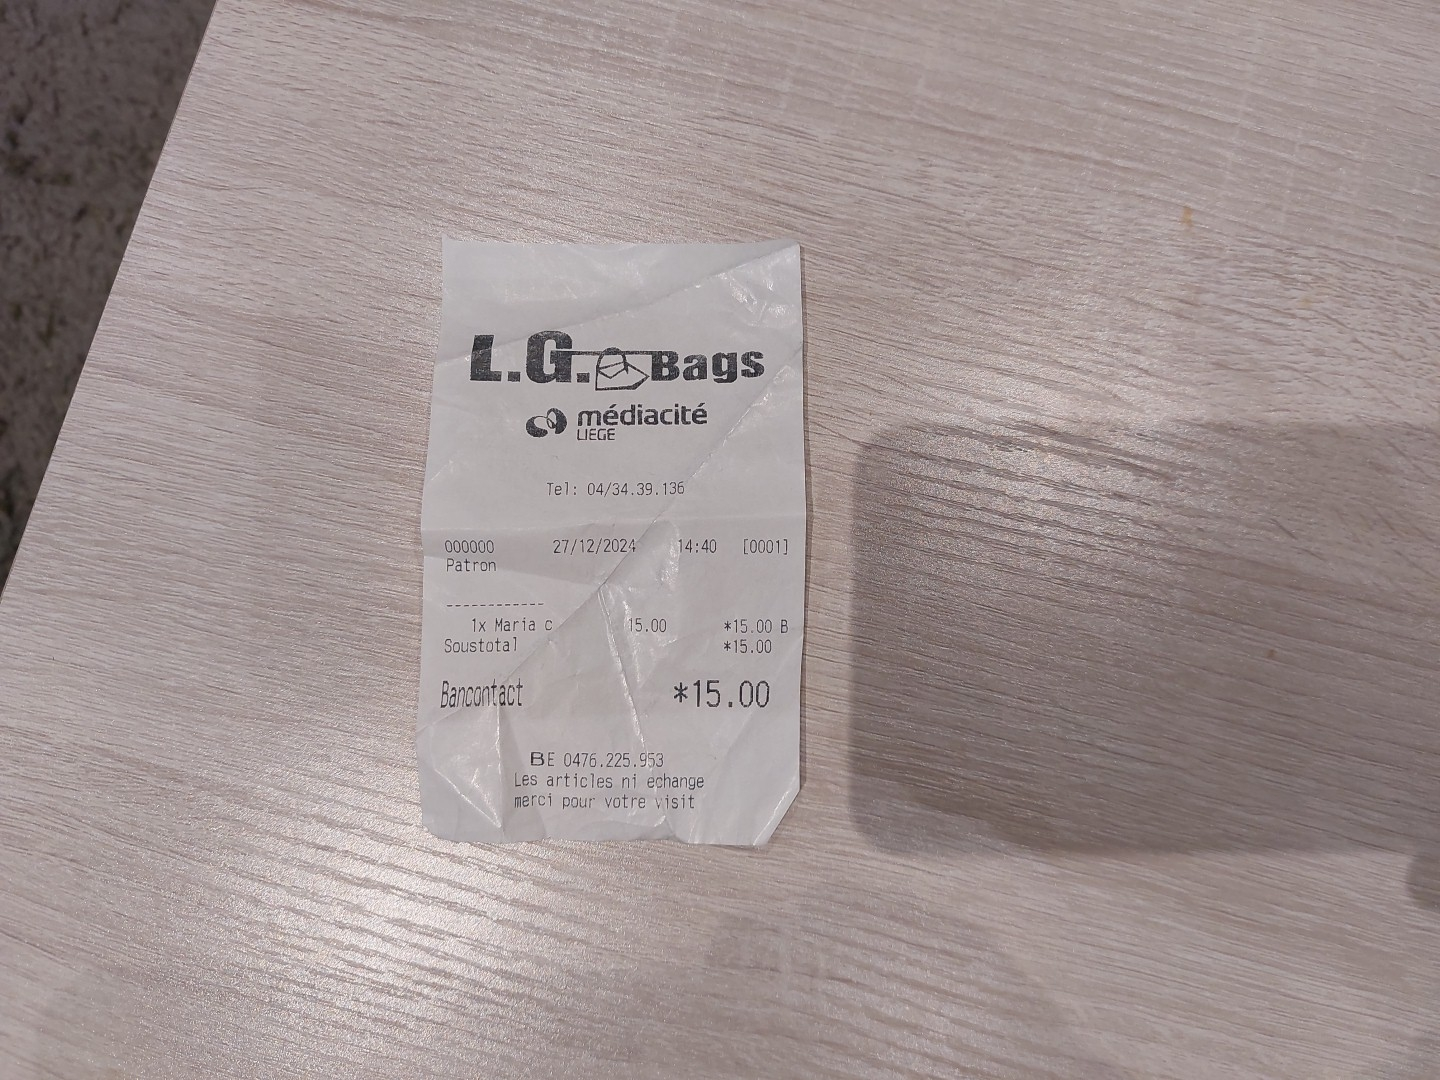 L.G. Bags
médiacité
LIEGE
Tel: 04/34.39.136
000000 27/12/2024 14:40 [0001]
Patron
------------
1x Maria c 15.00 *15.00 B
Soustotal *15.00
Bancontact *15.00
BE 0476.225.953
Les articles ni echange
merci pour votre visit